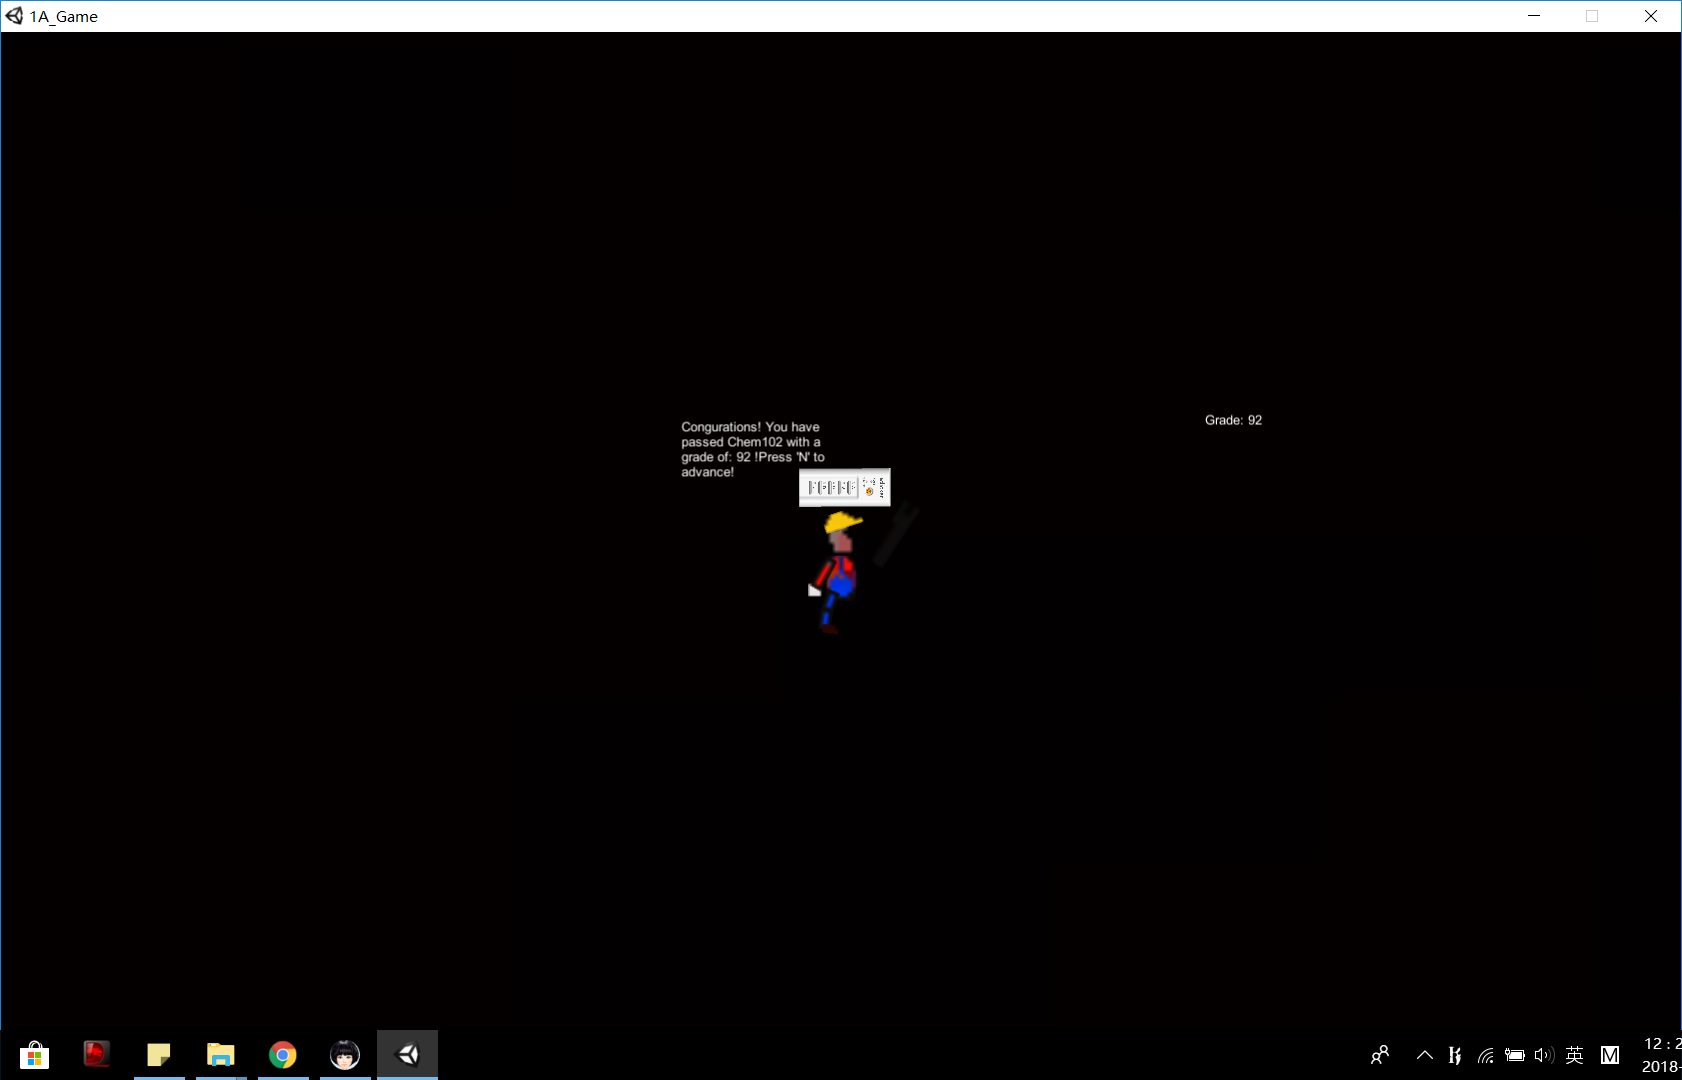 1A_Game
Congurations! You have
passed Chem102 with a
grade of: 92 !Press 'N' to
advance!
Grade: 92
英
M
12 : 2
2018-